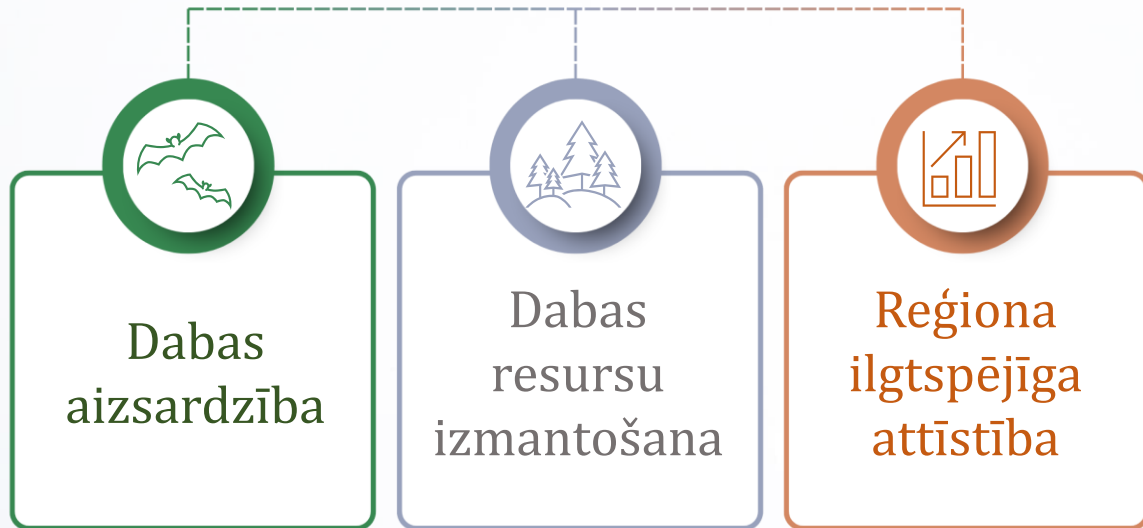 Dabas
aizsardzība
Dabas
resursu
izmantošana
Reģiona
ilgtspējīga
attīstība